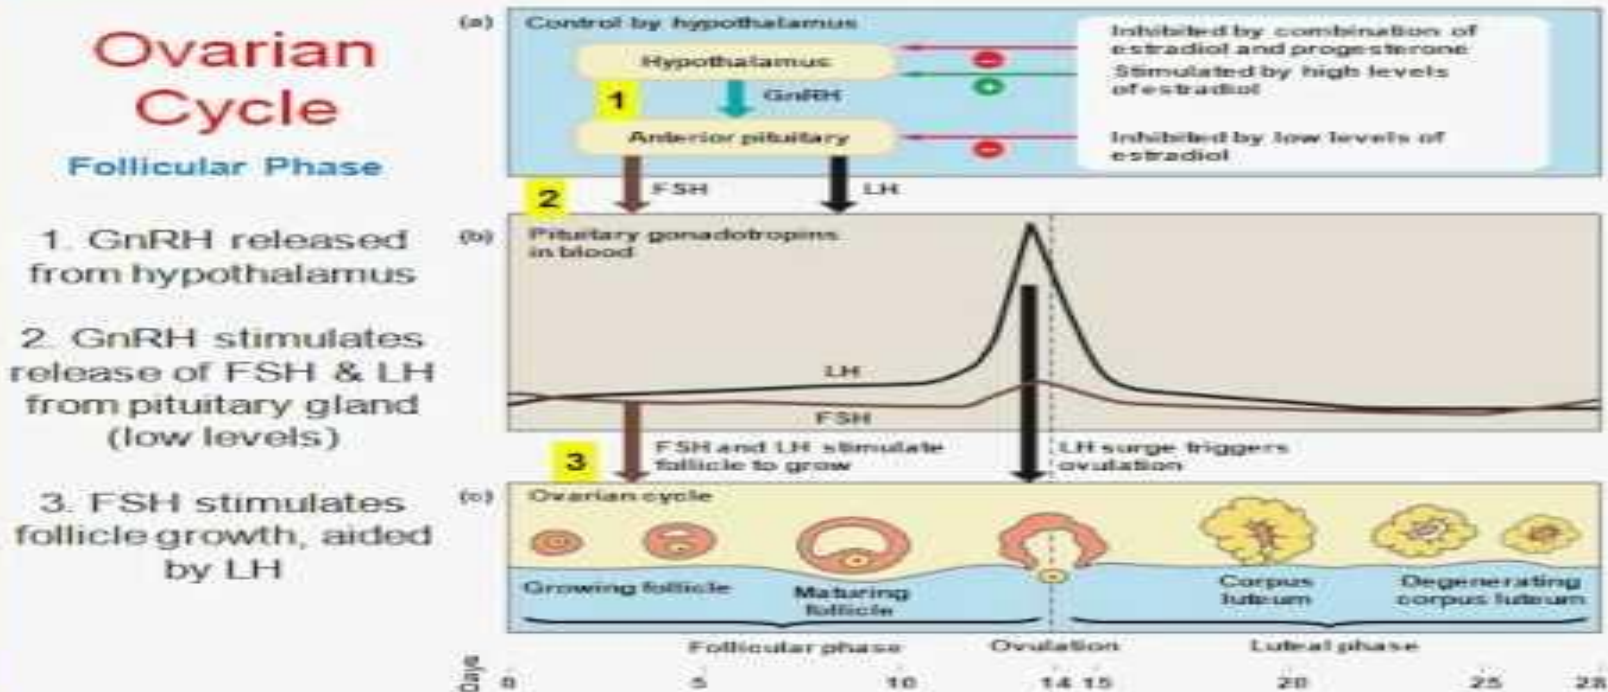 Ovarian
Cycle
Follicular Phase
1. GnRH released
from hypothalamus
2. GnRH stimulates
release of FSH & LH
from pituitary gland
(low levels)
3. FSH stimulates
follicle growth, aided
by LH
(a) Control by hypothalamus
Hypothalamus
1
GnRH
Anterior pituitary
Inhibited by combination of
estradiol and progesterone
Stimulated by high levels
of estradiol
Inhibited by low levels of
estradiol
2
FSH
LH
(b) Pituitary gonadotropins
in blood
LH
FSH
3
FSH and LH stimulate
follicle to grow
LH surge triggers
ovulation
(c) Ovarian cycle
Growing follicle
Maturing
follicle
Corpus
luteum
Degenerating
corpus luteum
Follicular phase
Ovulation
Luteal phase
Days 0 5 10 14 15 20 25 28